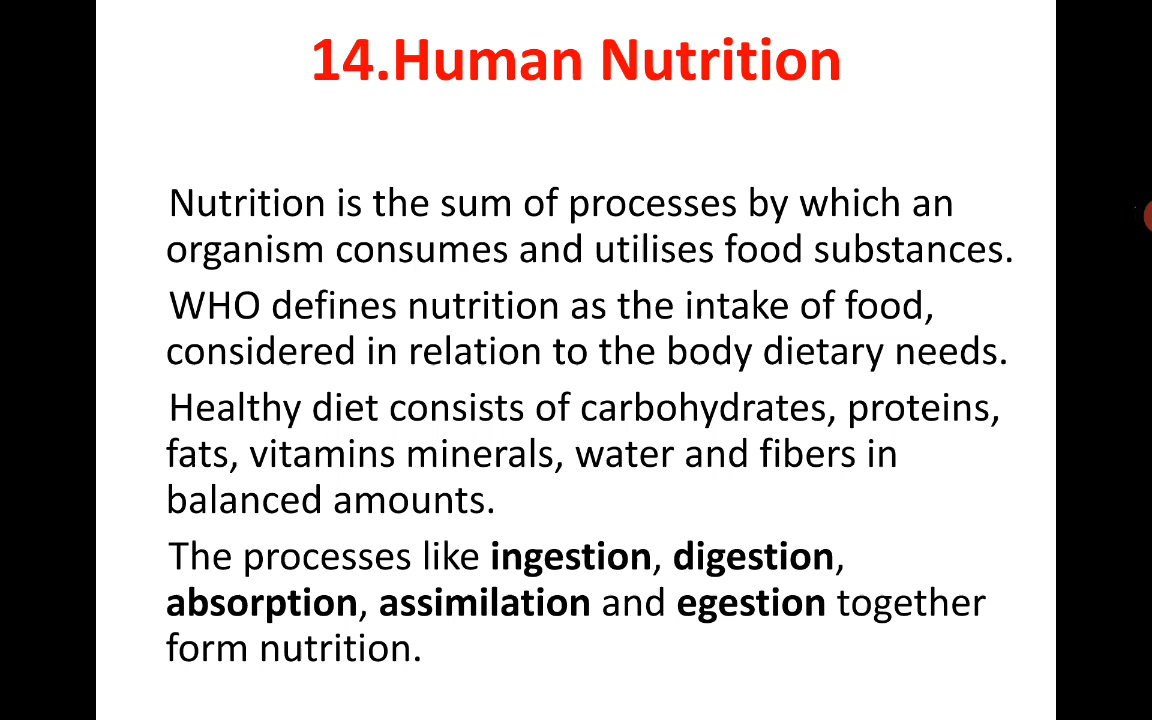 14.Human Nutrition
Nutrition is the sum of processes by which an
organism consumes and utilises food substances.
WHO defines nutrition as the intake of food,
considered in relation to the body dietary needs.
Healthy diet consists of carbohydrates, proteins,
fats, vitamins minerals, water and fibers in
balanced amounts.
The processes like ingestion, digestion,
absorption, assimilation and egestion together
form nutrition.